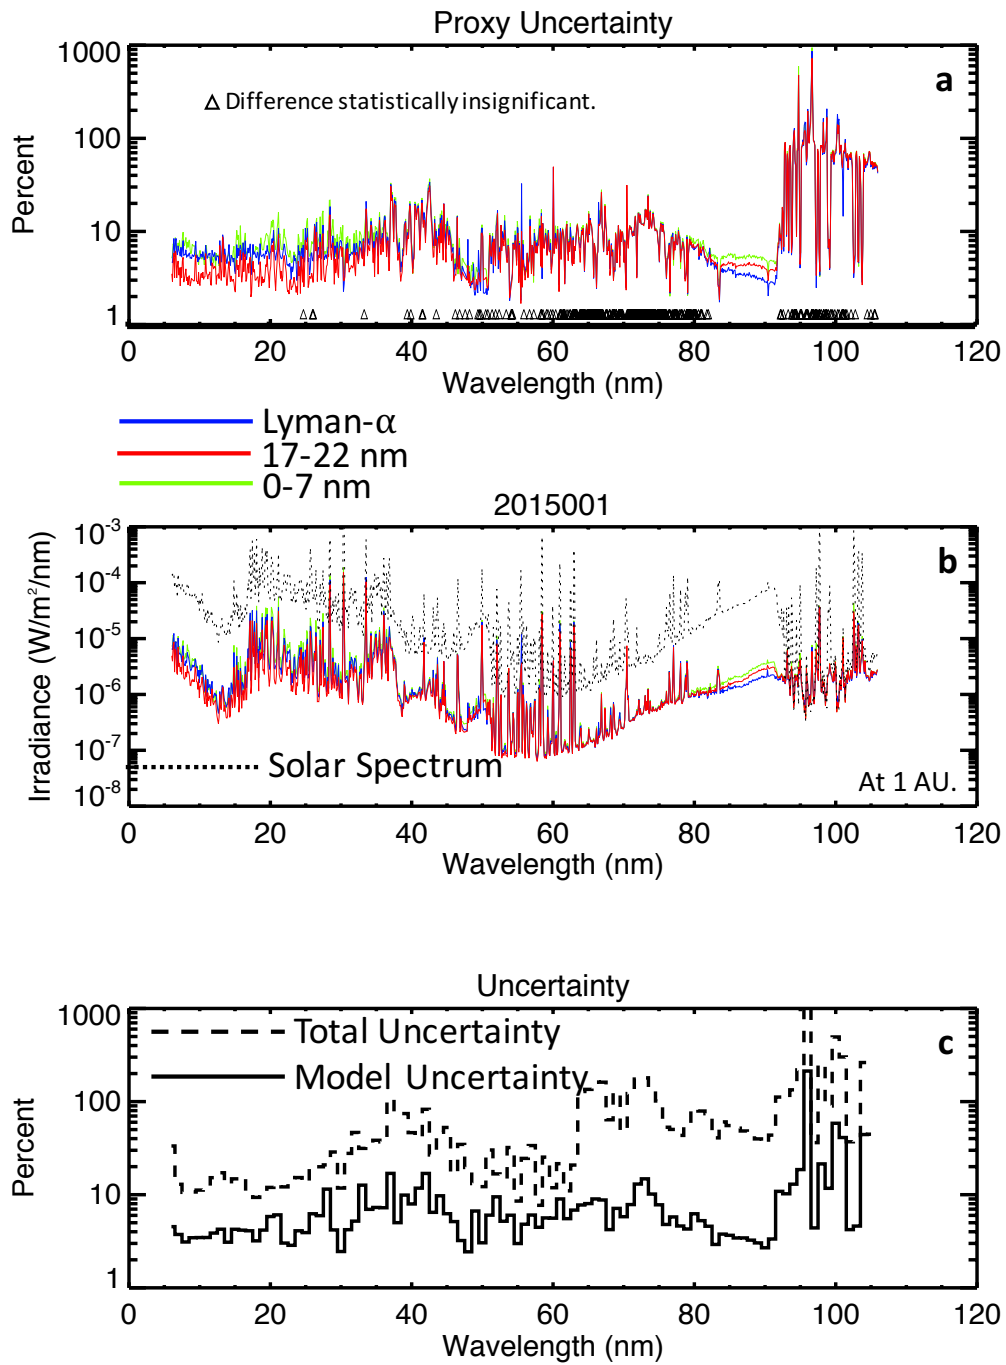 Proxy Uncertainty
1000
100
10
1
Percent
a
△ Difference statistically insignificant.
0 20 40 60 80 100 120
Wavelength (nm)
Lyman-α
17-22 nm
0-7 nm
2015001
10⁻³
10⁻⁴
10⁻⁵
10⁻⁶
10⁻⁷
10⁻⁸
Irradiance (W/m²/nm)
b
Solar Spectrum
At 1 AU.
0 20 40 60 80 100 120
Wavelength (nm)
Uncertainty
1000
100
10
1
Percent
c
Total Uncertainty
Model Uncertainty
0 20 40 60 80 100 120
Wavelength (nm)